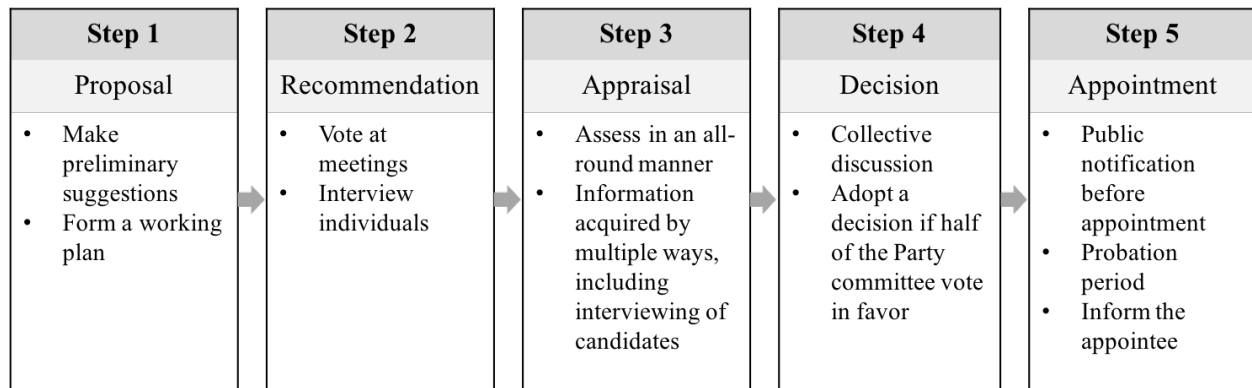 Step 1
Proposal
• Make
preliminary
suggestions
• Form a working
plan
Step 2
Recommendation
• Vote at
meetings
• Interview
individuals
Step 3
Appraisal
• Assess in an all-
round manner
• Information
acquired by
multiple ways,
including
interviewing of
candidates
Step 4
Decision
• Collective
discussion
• Adopt a
decision if half
of the Party
committee vote
in favor
Step 5
Appointment
• Public
notification
before
appointment
• Probation
period
• Inform the
appointee